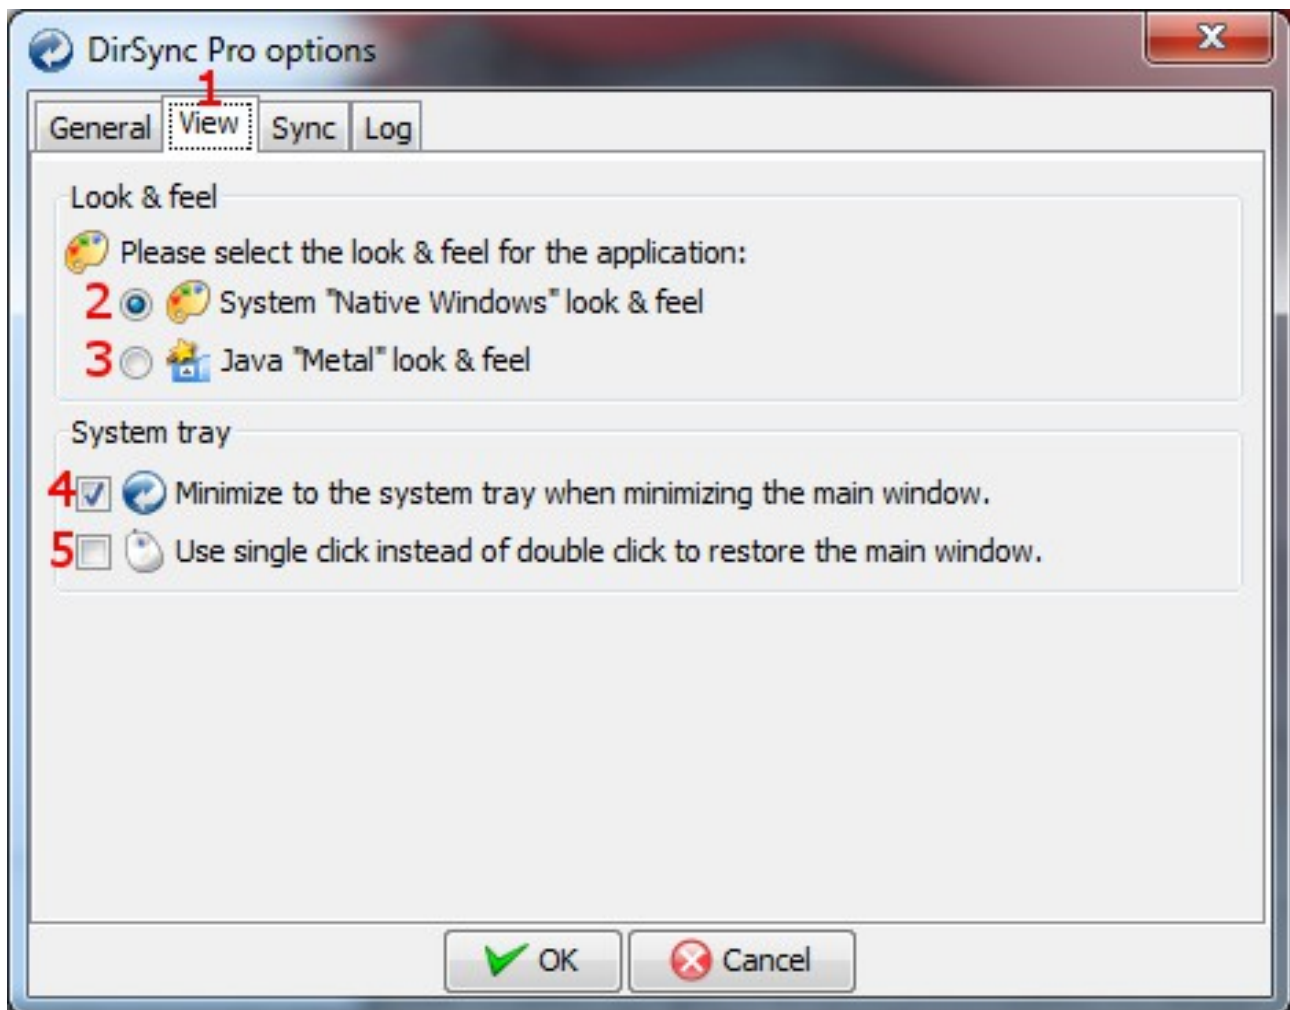 DirSync Pro options
1
General View Sync Log
Look & feel
Please select the look & feel for the application:
2 System "Native Windows" look & feel
3 Java "Metal" look & feel
System tray
4 Minimize to the system tray when minimizing the main window.
5 Use single click instead of double click to restore the main window.
OK Cancel